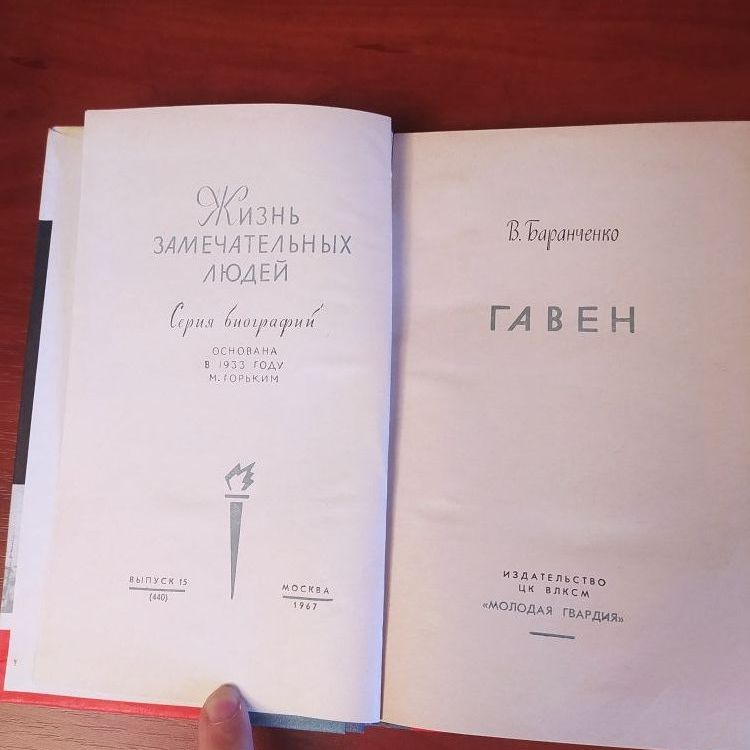 Жизнь
ЗАМЕЧАТЕЛЬНЫХ
ЛЮДЕЙ
Серия биографий
ОСНОВАНА
В 1933 ГОДУ
М. ГОРЬКИМ
ВЫПУСК 15
(440)
МОСКВА
1967
В. Баранченко
ГАВЕН
ИЗДАТЕЛЬСТВО
ЦК ВЛКСМ
«МОЛОДАЯ ГВАРДИЯ»